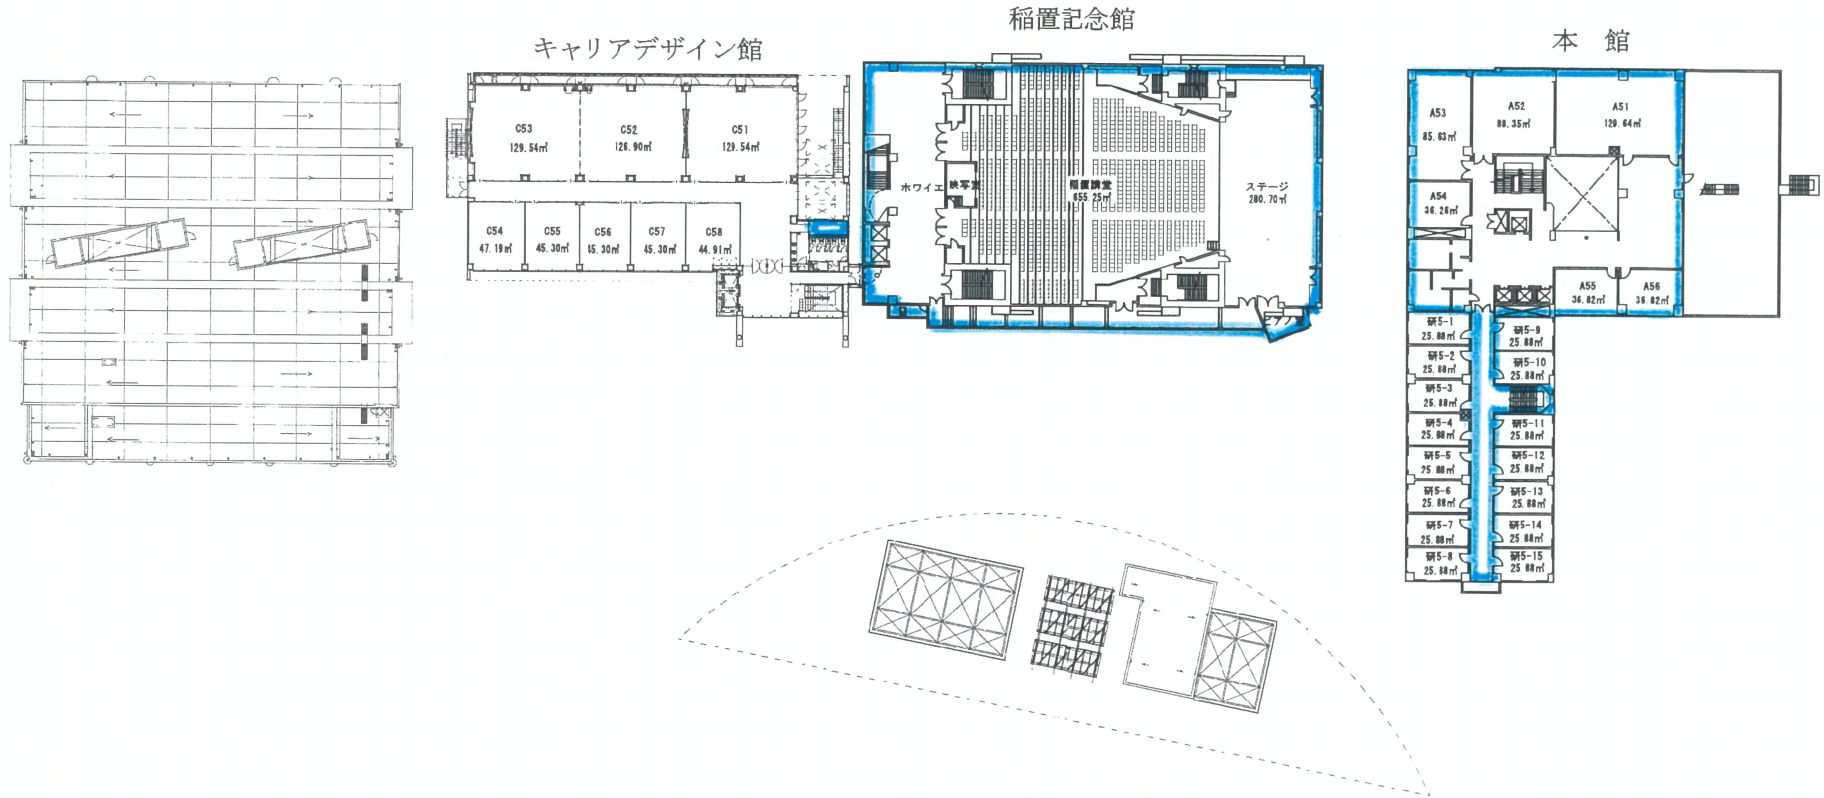 稲置記念館
キャリアデザイン館
本 館
C53
129.54㎡
C52
126.90㎡
C51
129.54㎡
C54
47.19㎡
C55
45.30㎡
C56
45.30㎡
C57
45.30㎡
C58
44.91㎡
ホワイエ
映写室
稲置講堂
655.25㎡
ステージ
280.70㎡
A53
85.63㎡
A52
88.35㎡
A51
129.64㎡
A54
36.26㎡
A55
36.82㎡
A56
36.82㎡
研5-1
25.88㎡
研5-2
25.88㎡
研5-3
25.88㎡
研5-4
25.88㎡
研5-5
25.88㎡
研5-6
25.88㎡
研5-7
25.88㎡
研5-8
25.88㎡
研5-9
25.88㎡
研5-10
25.88㎡
研5-11
25.88㎡
研5-12
25.88㎡
研5-13
25.88㎡
研5-14
25.88㎡
研5-15
25.88㎡